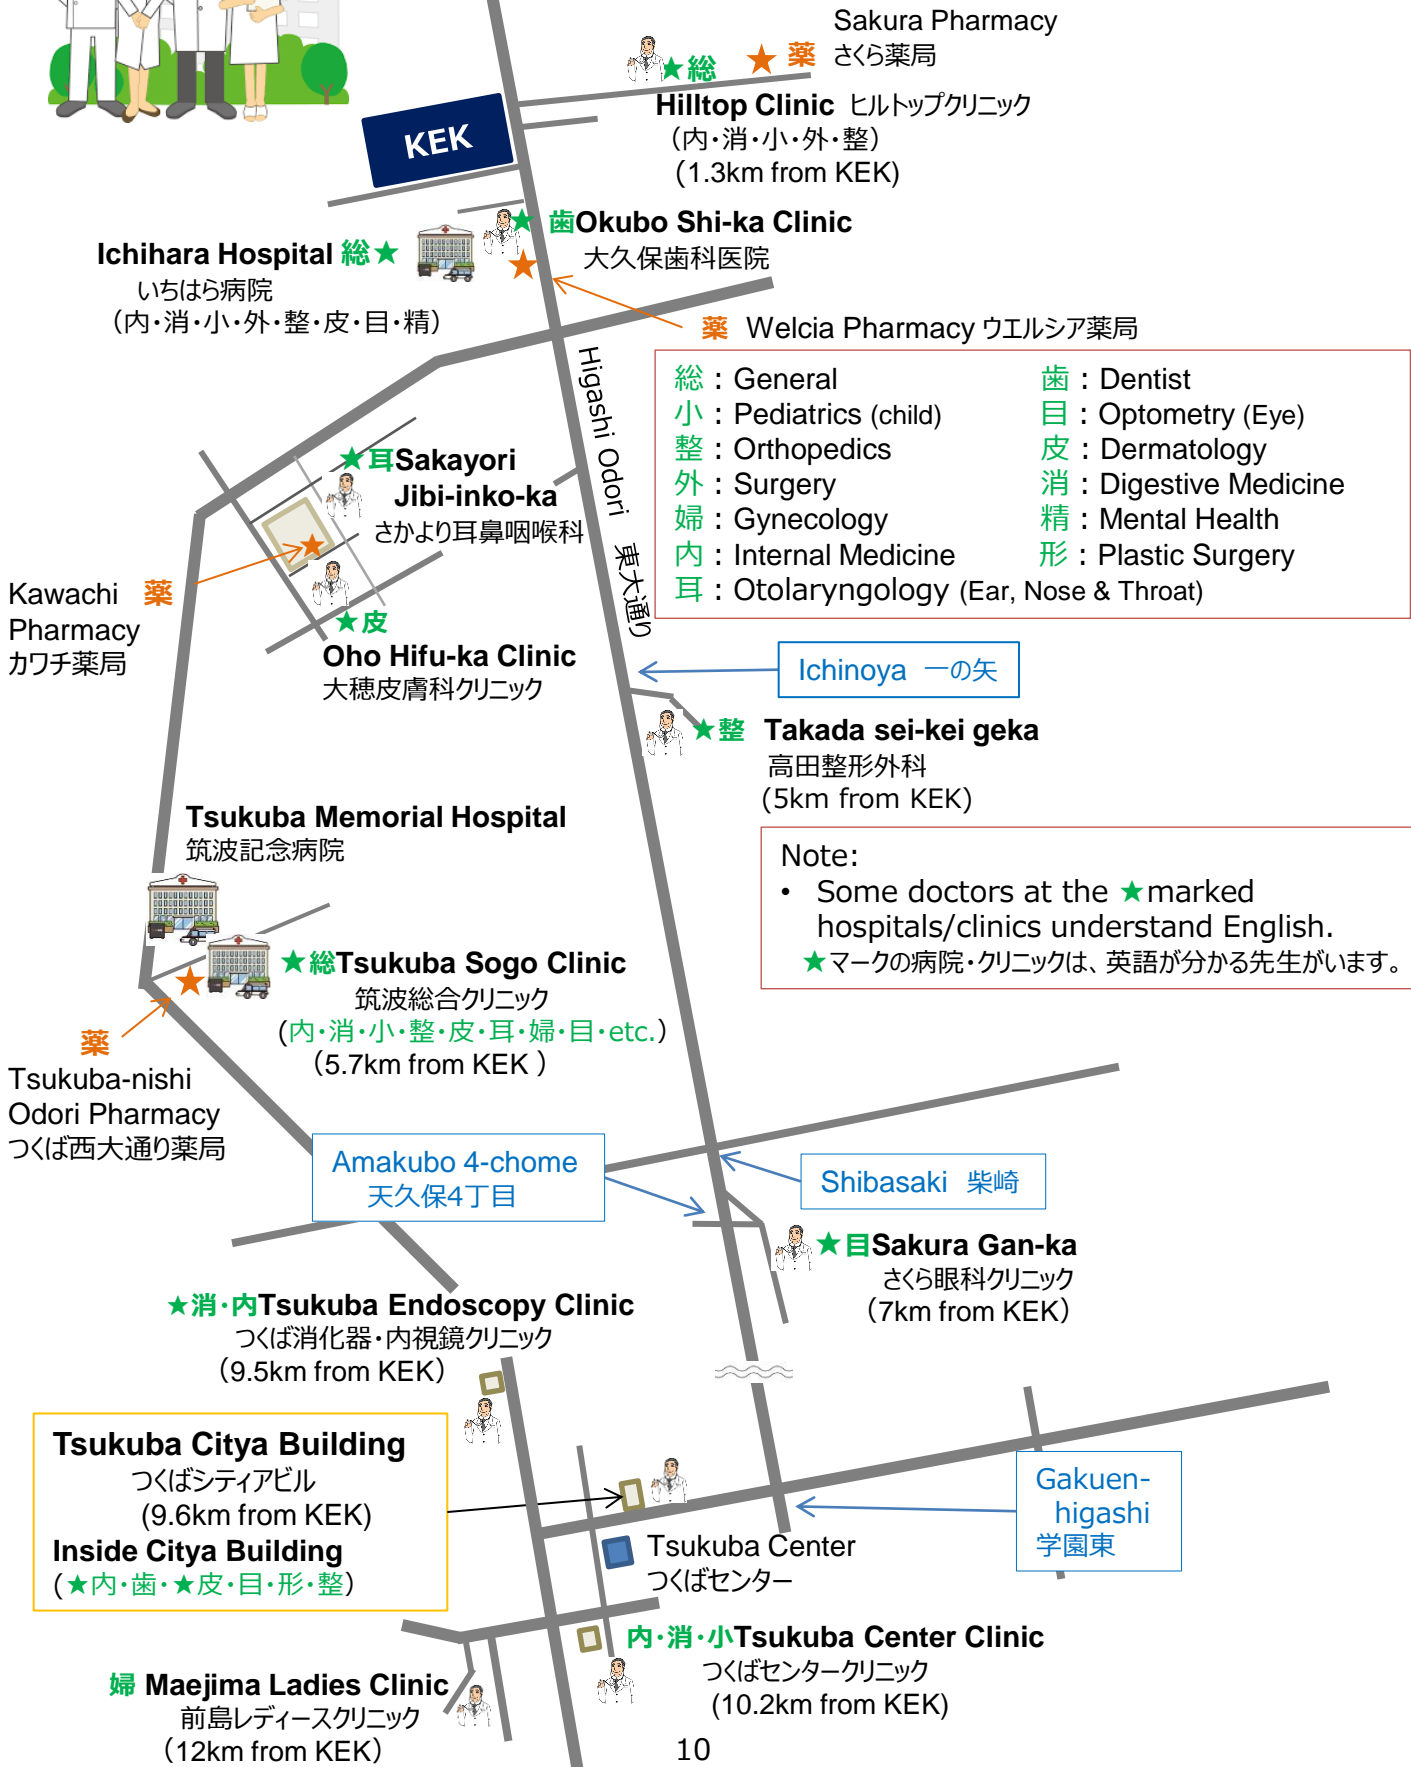 Sakura Pharmacy
★総 ★ 薬 さくら薬局
Hilltop Clinic ヒルトップクリニック
(内・消・小・外・整)
(1.3km from KEK)
KEK
★ 歯Okubo Shi-ka Clinic
大久保歯科医院
Ichihara Hospital 総★
いちはら病院
(内・消・小・外・整・皮・目・精)
薬 Welcia Pharmacy ウエルシア薬局
Higashi Odori 東大通り
総:General
歯:Dentist
小:Pediatrics (child)
目:Optometry (Eye)
整:Orthopedics
皮:Dermatology
外:Surgery
消:Digestive Medicine
婦:Gynecology
精:Mental Health
内:Internal Medicine
形:Plastic Surgery
耳:Otolaryngology (Ear, Nose & Throat)
★耳Sakayori
Jibi-inko-ka
さかより耳鼻咽喉科
Kawachi 薬
Pharmacy
カワチ薬局
★皮
Oho Hifu-ka Clinic
大穂皮膚科クリニック
Ichinoya 一の矢
★整 Takada sei-kei geka
高田整形外科
(5km from KEK)
Tsukuba Memorial Hospital
筑波記念病院
Note:
• Some doctors at the ★marked
hospitals/clinics understand English.
★マークの病院・クリニックは、英語が分かる先生がいます。
★総Tsukuba Sogo Clinic
筑波総合クリニック
(内・消・小・整・皮・耳・婦・目・etc.)
(5.7km from KEK )
薬
Tsukuba-nishi
Odori Pharmacy
つくば西大通り薬局
Amakubo 4-chome
天久保4丁目
Shibasaki 柴崎
★目Sakura Gan-ka
さくら眼科クリニック
(7km from KEK)
★消・内Tsukuba Endoscopy Clinic
つくば消化器・内視鏡クリニック
(9.5km from KEK)
Tsukuba Citya Building
つくばシティアビル
(9.6km from KEK)
Inside Citya Building
(★内・歯・★皮・目・形・整)
Gakuen-
higashi
学園東
Tsukuba Center
つくばセンター
内・消・小Tsukuba Center Clinic
つくばセンタークリニック
(10.2km from KEK)
婦 Maejima Ladies Clinic
前島レディースクリニック
(12km from KEK)
10